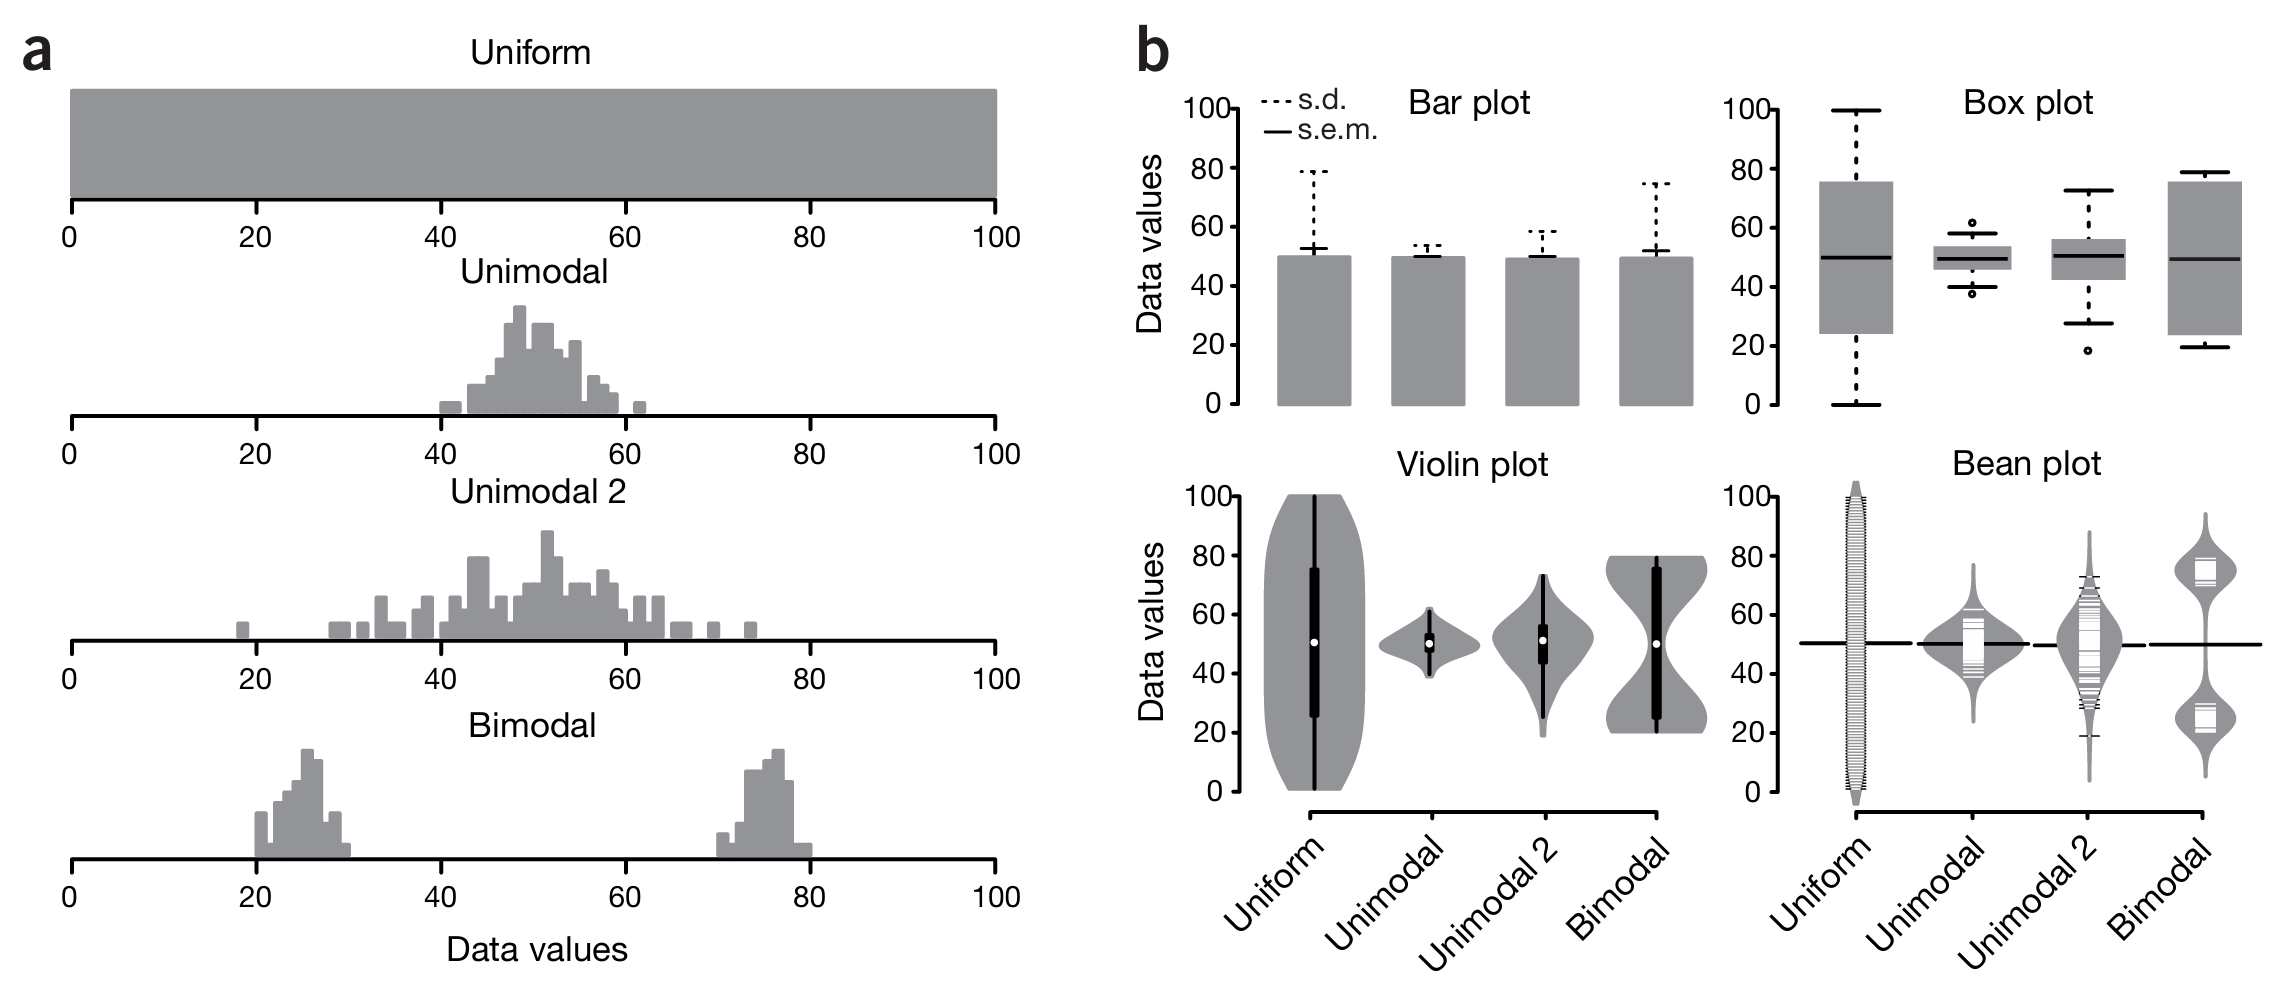 a
Uniform
0 20 40 60 80 100
Unimodal
0 20 40 60 80 100
Unimodal 2
0 20 40 60 80 100
Bimodal
0 20 40 60 80 100
Data values
b
Bar plot
s.d.
s.e.m.
Data values
100
80
60
40
20
0
Box plot
100
80
60
40
20
0
Violin plot
Data values
100
80
60
40
20
0
Uniform
Unimodal
Unimodal 2
Bimodal
Bean plot
100
80
60
40
20
0
Uniform
Unimodal
Unimodal 2
Bimodal